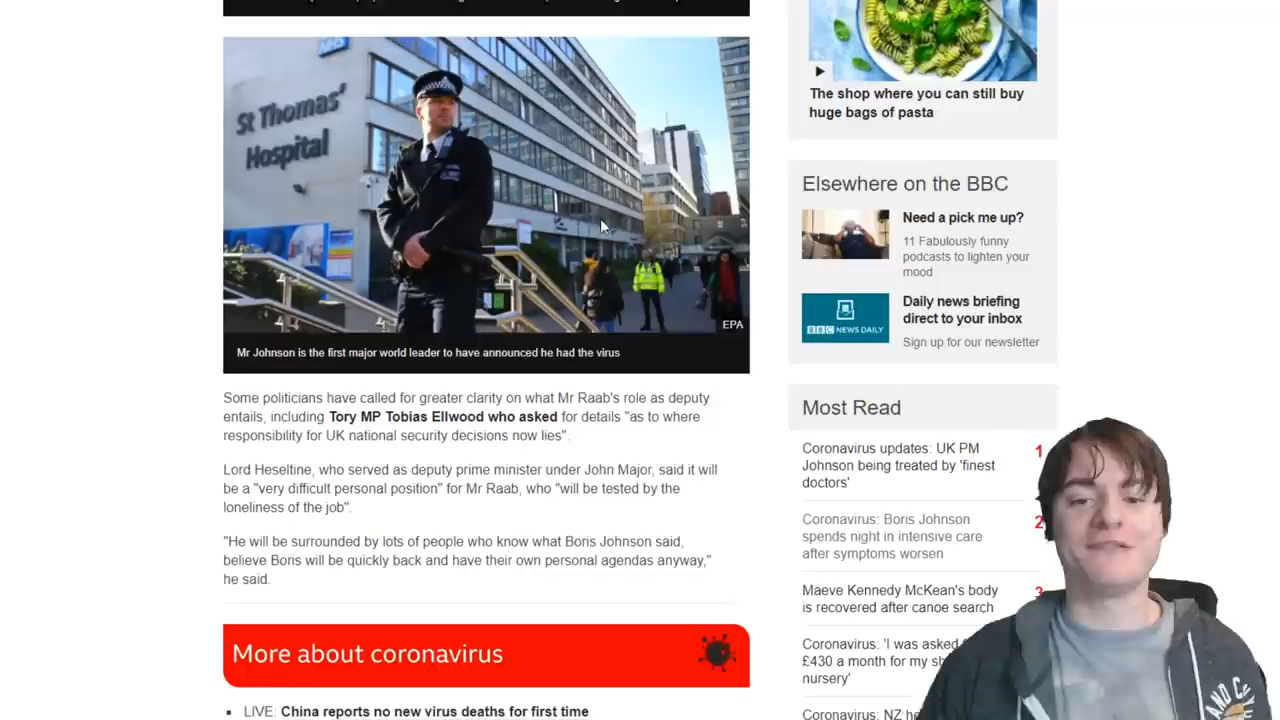 NHS
St Thomas'
Hospital
EPA
Mr Johnson is the first major world leader to have announced he had the virus
Some politicians have called for greater clarity on what Mr Raab's role as deputy
entails, including Tory MP Tobias Ellwood who asked for details "as to where
responsibility for UK national security decisions now lies".
Lord Heseltine, who served as deputy prime minister under John Major, said it will
be a "very difficult personal position" for Mr Raab, who "will be tested by the
loneliness of the job".
"He will be surrounded by lots of people who know what Boris Johnson said,
believe Boris will be quickly back and have their own personal agendas anyway,"
he said.
More about coronavirus
LIVE: China reports no new virus deaths for first time
The shop where you can still buy
huge bags of pasta
Elsewhere on the BBC
Need a pick me up?
11 Fabulously funny
podcasts to lighten your
mood
BBC NEWS DAILY
Daily news briefing
direct to your inbox
Sign up for our newsletter
Most Read
Coronavirus updates: UK PM
Johnson being treated by 'finest
doctors'
1
Coronavirus: Boris Johnson
spends night in intensive care
after symptoms worsen
2
Maeve Kennedy McKean's body
is recovered after canoe search
3
Coronavirus: 'I was asked
£430 a month for my
nursery'
Coronavirus: NZ